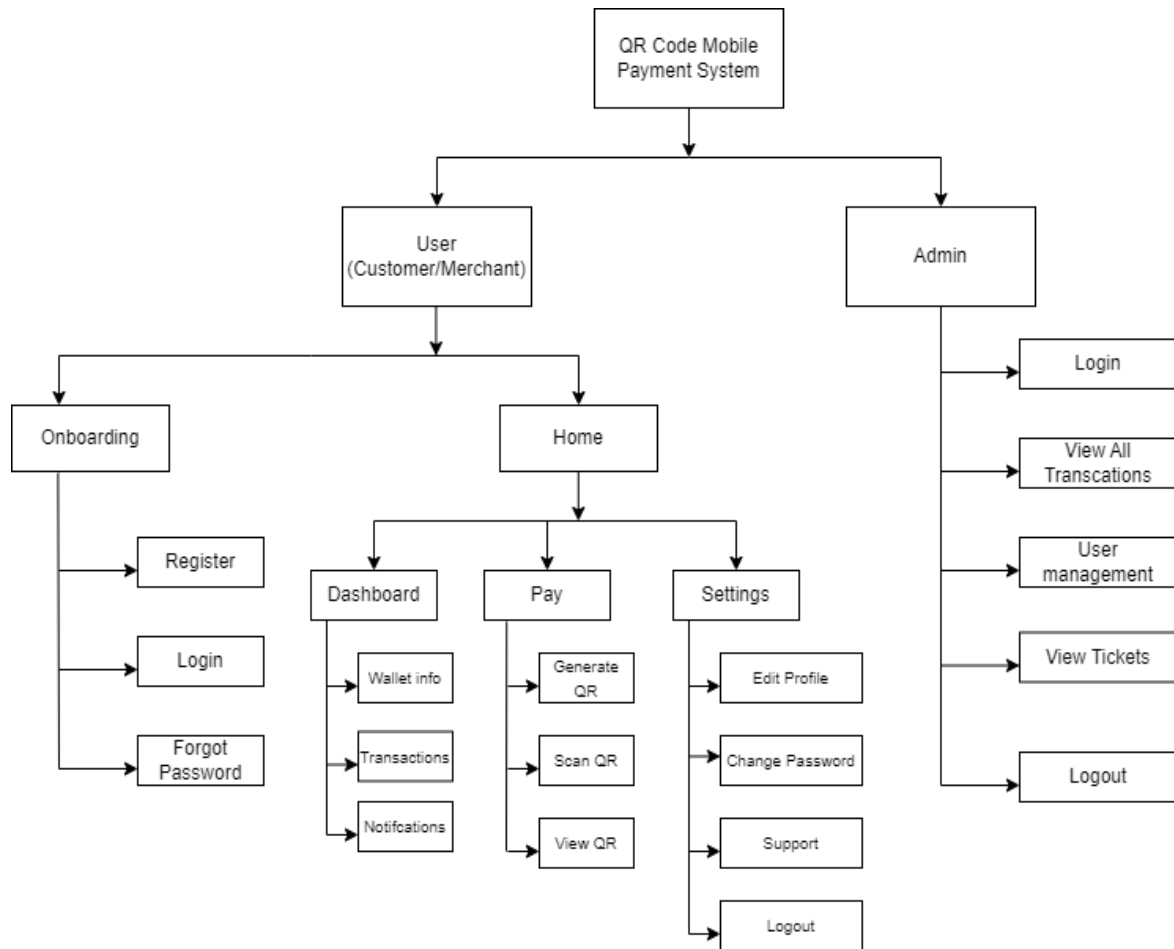 QR Code Mobile
Payment System
User
(Customer/Merchant)
Admin
Onboarding
Home
Register
Login
Forgot
Password
Dashboard
Pay
Settings
Wallet info
Transactions
Notifcations
Generate
QR
Scan QR
View QR
Edit Profile
Change Password
Support
Logout
Login
View All
Transcations
User
management
View Tickets
Logout